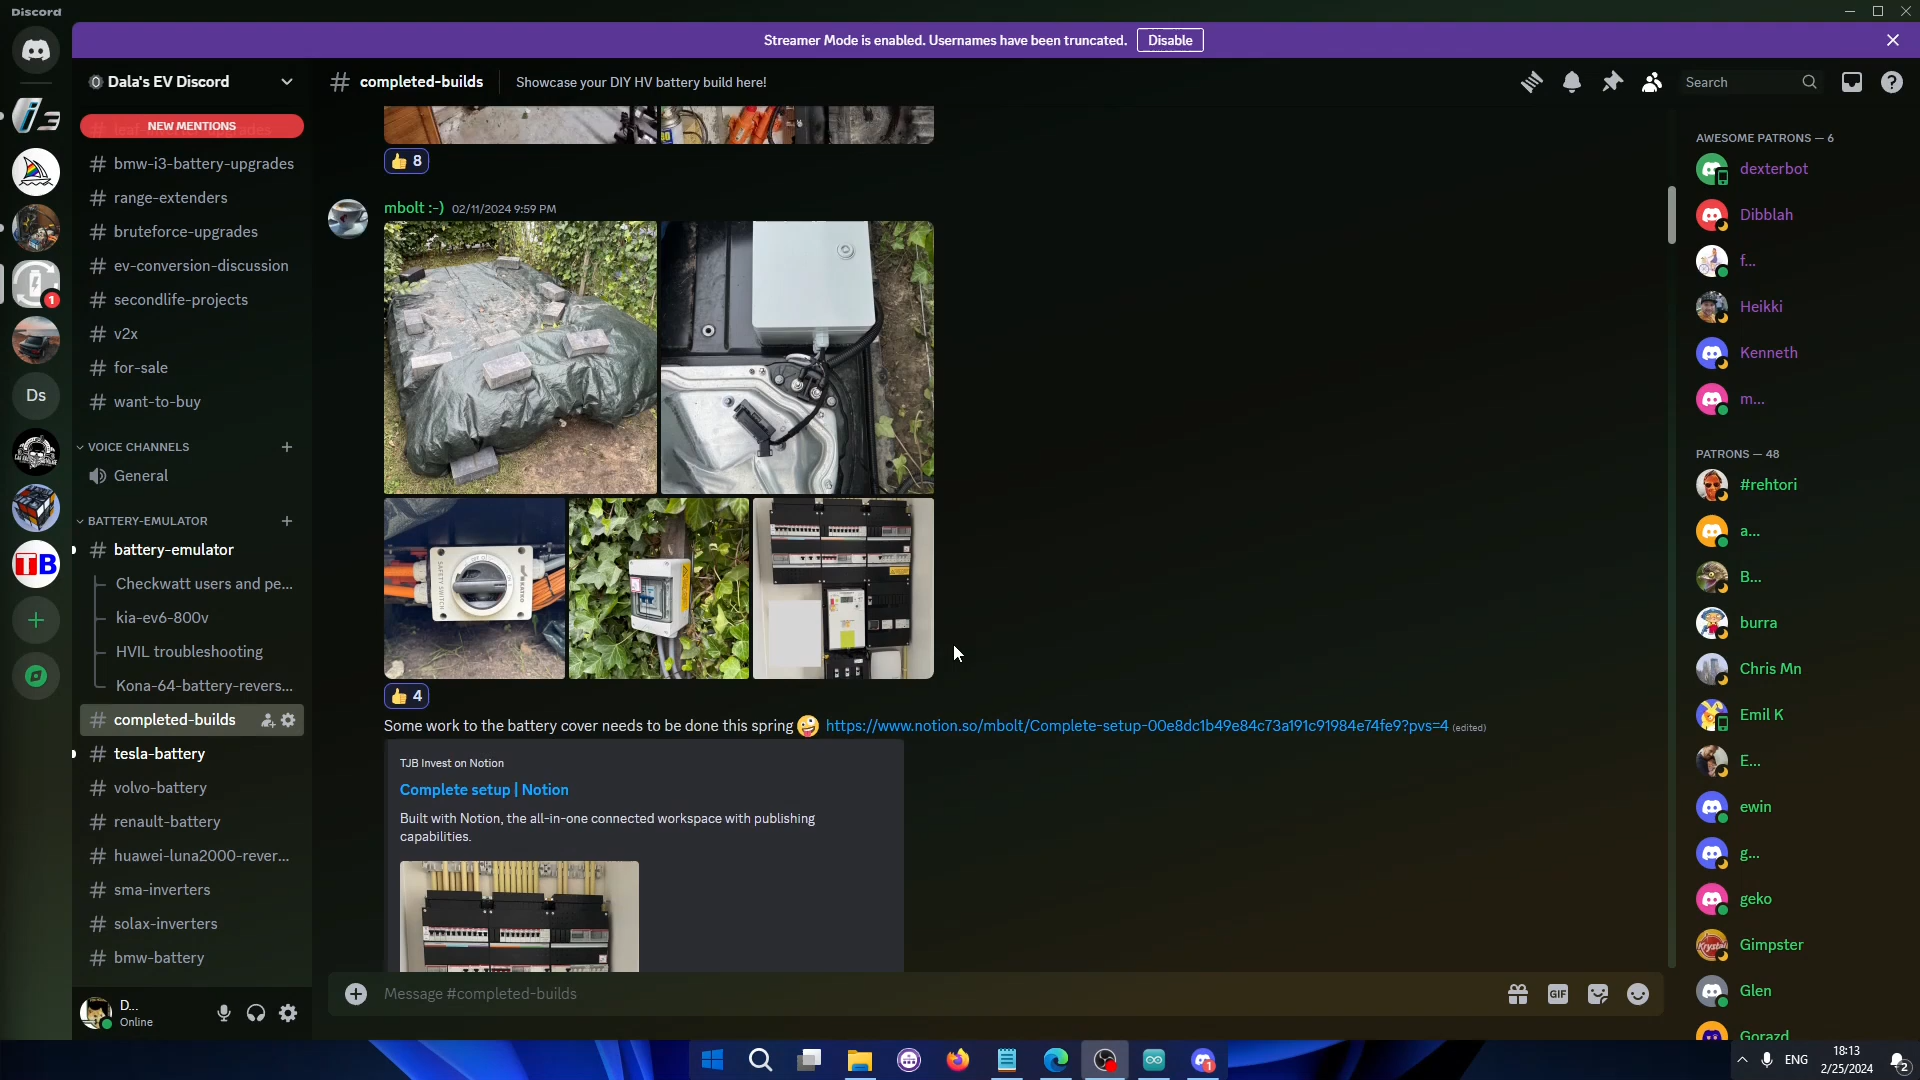 Discord
Streamer Mode is enabled. Usernames have been truncated.
Disable
Dala's EV Discord
completed-builds
Showcase your DIY HV battery build here!
Search
NEW MENTIONS
bmw-i3-battery-upgrades
range-extenders
bruteforce-upgrades
ev-conversion-discussion
secondlife-projects
v2x
for-sale
want-to-buy
VOICE CHANNELS
General
BATTERY-EMULATOR
battery-emulator
Checkwatt users and pe...
kia-ev6-800v
HVIL troubleshooting
Kona-64-battery-revers...
completed-builds
tesla-battery
volvo-battery
renault-battery
huawei-luna2000-rever...
sma-inverters
solax-inverters
bmw-battery
D...
Online
i3
1
Ds
TB
8
mbolt :-) 02/11/2024 9:59 PM
SAFETY SWITCH
KATKO
4
Some work to the battery cover needs to be done this spring https://www.notion.so/mbolt/Complete-setup-00e8dc1b49e84c73a191c91984e74fe9?pvs=4 (edited)
TJB Invest on Notion
Complete setup | Notion
Built with Notion, the all-in-one connected workspace with publishing
capabilities.
Message #completed-builds
GIF
AWESOME PATRONS — 6
dexterbot
Dibblah
f...
Heikki
Kenneth
m...
PATRONS — 48
#rehtori
a...
B...
burra
Chris Mn
Emil K
E...
ewin
g...
geko
Gimpster
Glen
Gorazd
1
ENG
18:13
2/25/2024
2